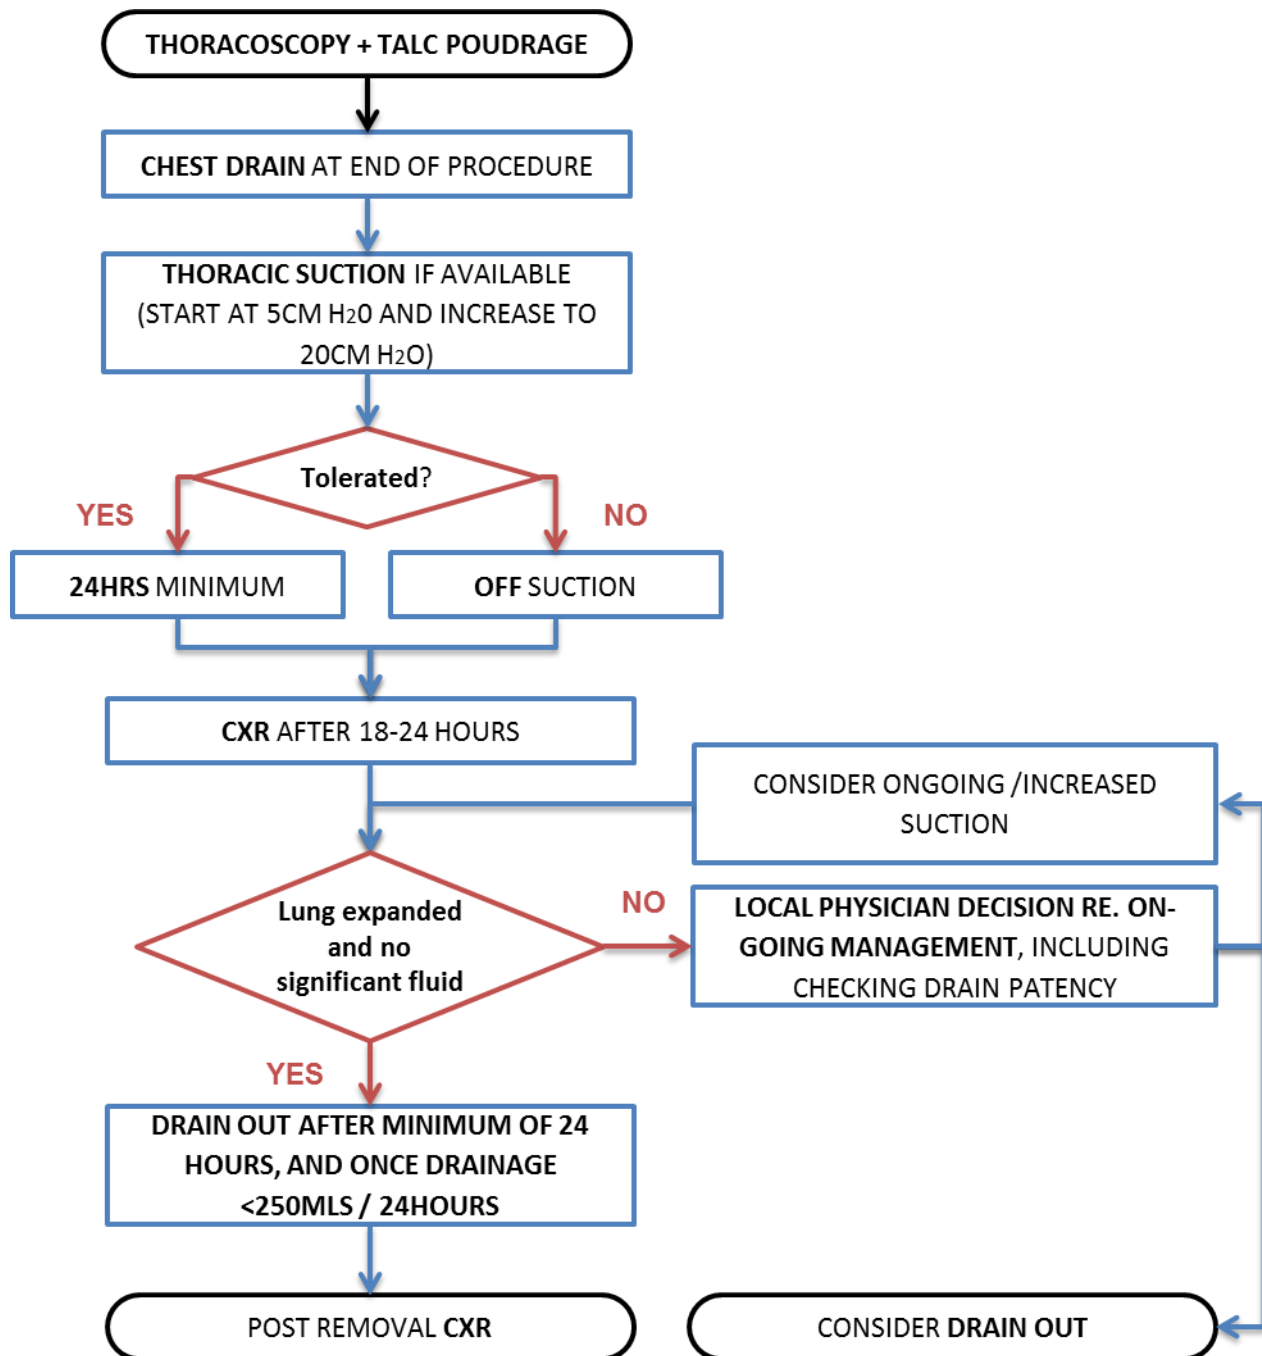 THORACOSCOPY + TALC POUDRAGE
CHEST DRAIN AT END OF PROCEDURE
THORACIC SUCTION IF AVAILABLE
(START AT 5CM H20 AND INCREASE TO
20CM H2O)
Tolerated?
YES
NO
24HRS MINIMUM
OFF SUCTION
CXR AFTER 18-24 HOURS
CONSIDER ONGOING /INCREASED
SUCTION
Lung expanded
and no
significant fluid
NO
LOCAL PHYSICIAN DECISION RE. ON-
GOING MANAGEMENT, INCLUDING
CHECKING DRAIN PATENCY
YES
DRAIN OUT AFTER MINIMUM OF 24
HOURS, AND ONCE DRAINAGE
<250MLS / 24HOURS
POST REMOVAL CXR
CONSIDER DRAIN OUT